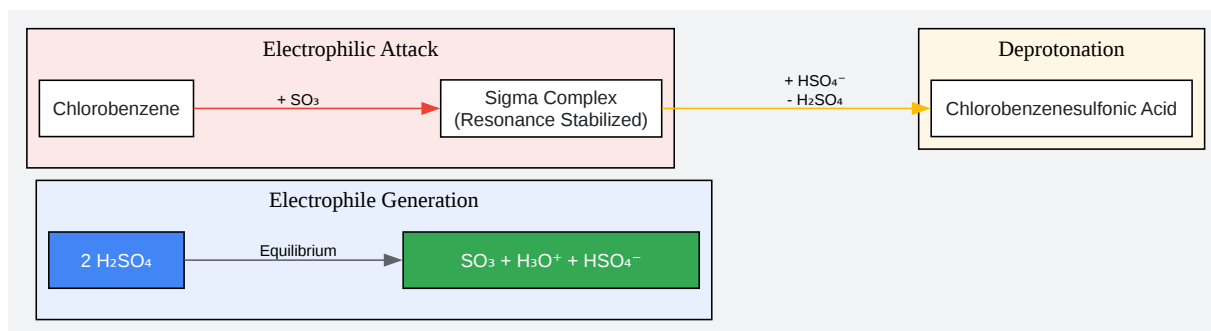 Electrophilic Attack
Deprotonation
Chlorobenzene
+ SO₃
Sigma Complex
(Resonance Stabilized)
+ HSO₄⁻
- H₂SO₄
Chlorobenzenesulfonic Acid
Electrophile Generation
2 H₂SO₄
Equilibrium
SO₃ + H₃O⁺ + HSO₄⁻